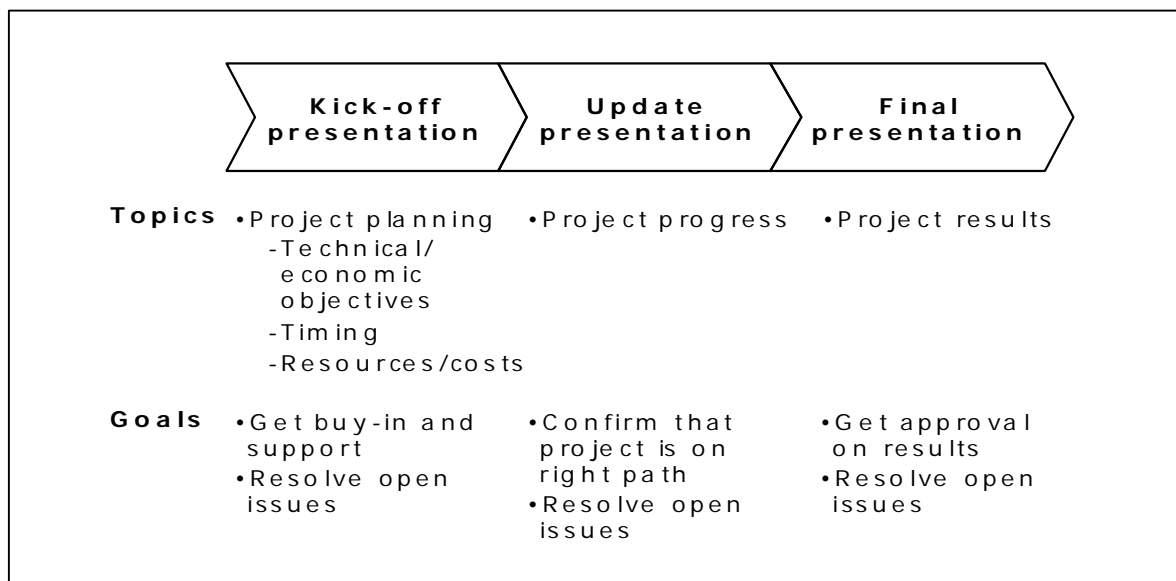 Kick-off
presentation
Update
presentation
Final
presentation
Topics
•Project planning
-Technical/
economic
objectives
-Timing
-Resources/costs
•Project progress
•Project results
Goals
•Get buy-in and
support
•Resolve open
issues
•Confirm that
project is on
right path
•Resolve open
issues
•Get approval
on results
•Resolve open
issues